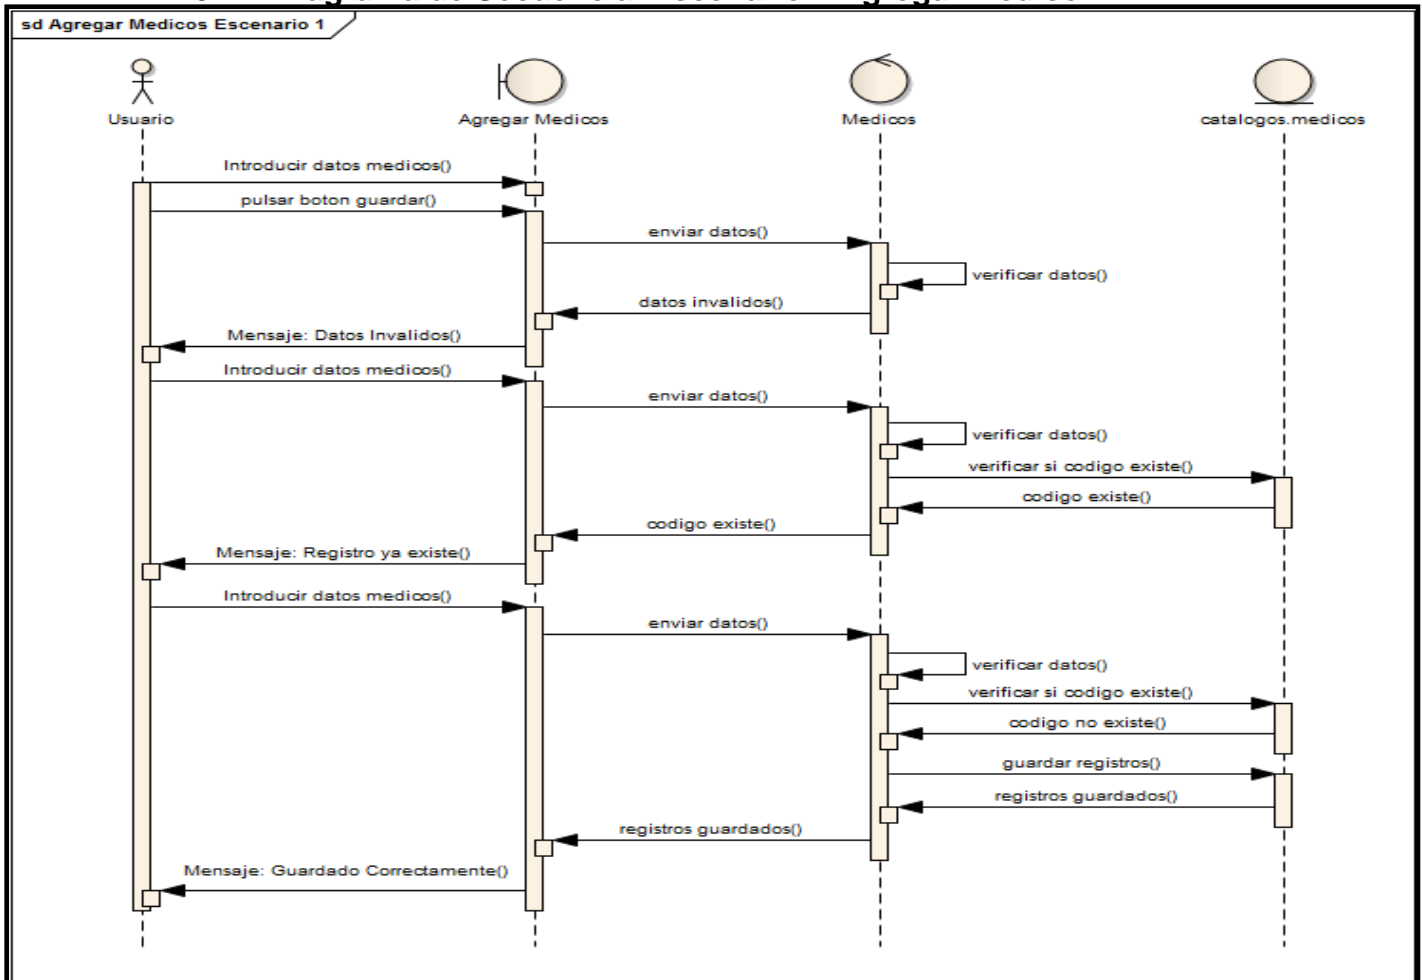 sd Agregar Medicos Escenario 1
Usuario
Agregar Medicos
Medicos
catalogos.medicos
Introducir datos medicos()
pulsar boton guardar()
enviar datos()
verificar datos()
datos invalidos()
Mensaje: Datos Invalidos()
Introducir datos medicos()
enviar datos()
verificar datos()
verificar si codigo existe()
codigo existe()
codigo existe()
Mensaje: Registro ya existe()
Introducir datos medicos()
enviar datos()
verificar datos()
verificar si codigo existe()
codigo no existe()
guardar registros()
registros guardados()
registros guardados()
Mensaje: Guardado Correctamente()